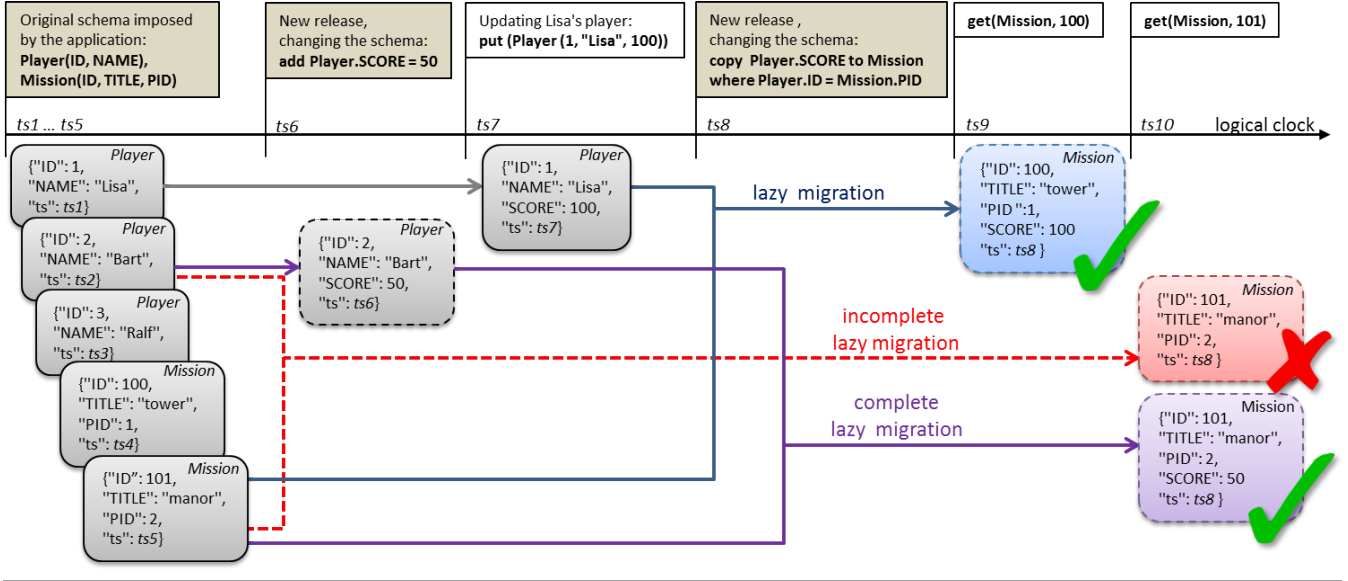 Original schema imposed
by the application:
Player(ID, NAME),
Mission(ID, TITLE, PID)
New release,
changing the schema:
add Player.SCORE = 50
Updating Lisa's player:
put (Player (1, "Lisa", 100))
New release ,
changing the schema:
copy Player.SCORE to Mission
where Player.ID = Mission.PID
get(Mission, 100)
get(Mission, 101)
ts1 ... ts5
ts6
ts7
ts8
ts9
ts10
logical clock
Player
{"ID": 1,
"NAME": "Lisa",
"ts": ts1}
Player
{"ID": 2,
"NAME": "Bart",
"ts": ts2}
Player
{"ID": 3,
"NAME": "Ralf",
"ts": ts3}
Mission
{"ID": 100,
"TITLE": "tower",
"PID": 1,
"ts": ts4}
Mission
{"ID": 101,
"TITLE": "manor",
"PID": 2,
"ts": ts5}
Player
{"ID": 2,
"NAME": "Bart",
"SCORE": 50,
"ts": ts6}
Player
{"ID": 1,
"NAME": "Lisa",
"SCORE": 100,
"ts": ts7}
lazy migration
incomplete
lazy migration
complete
lazy migration
Mission
{"ID": 100,
"TITLE": "tower",
"PID ":1,
"SCORE": 100
"ts": ts8 }
Mission
{"ID": 101,
"TITLE": "manor",
"PID": 2,
"ts": ts8 }
Mission
{"ID": 101,
"TITLE": "manor",
"PID": 2,
"SCORE": 50
"ts": ts8 }